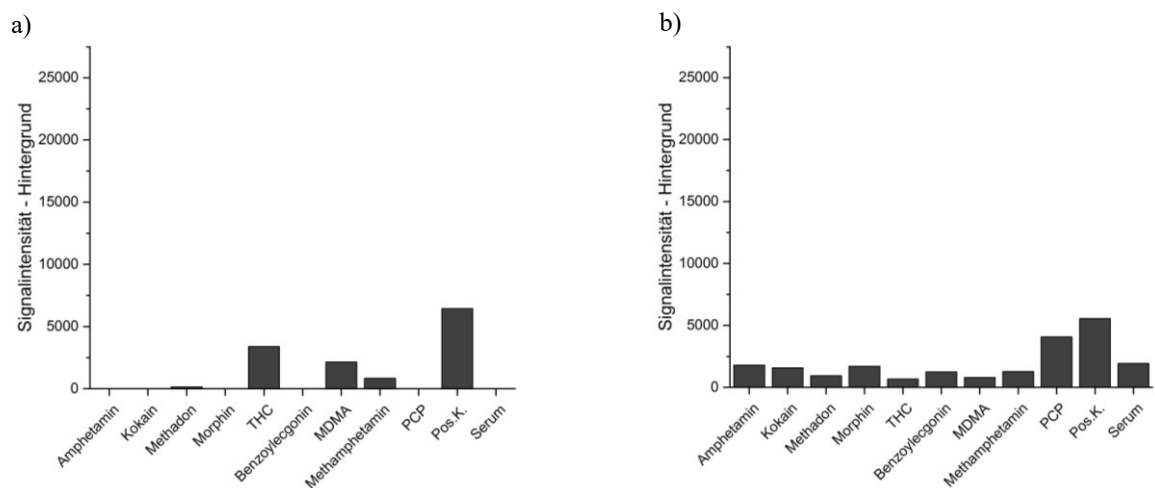 a)
Signalintensität - Hintergrund
25000
20000
15000
10000
5000
0
Amphetamin
Kokain
Methadon
Morphin
THC
Benzoylecgonin
MDMA
Methamphetamin
PCP
Pos.K.
Serum
b)
Signalintensität - Hintergrund
25000
20000
15000
10000
5000
0
Amphetamin
Kokain
Methadon
Morphin
THC
Benzoylecgonin
MDMA
Methamphetamin
PCP
Pos.K.
Serum